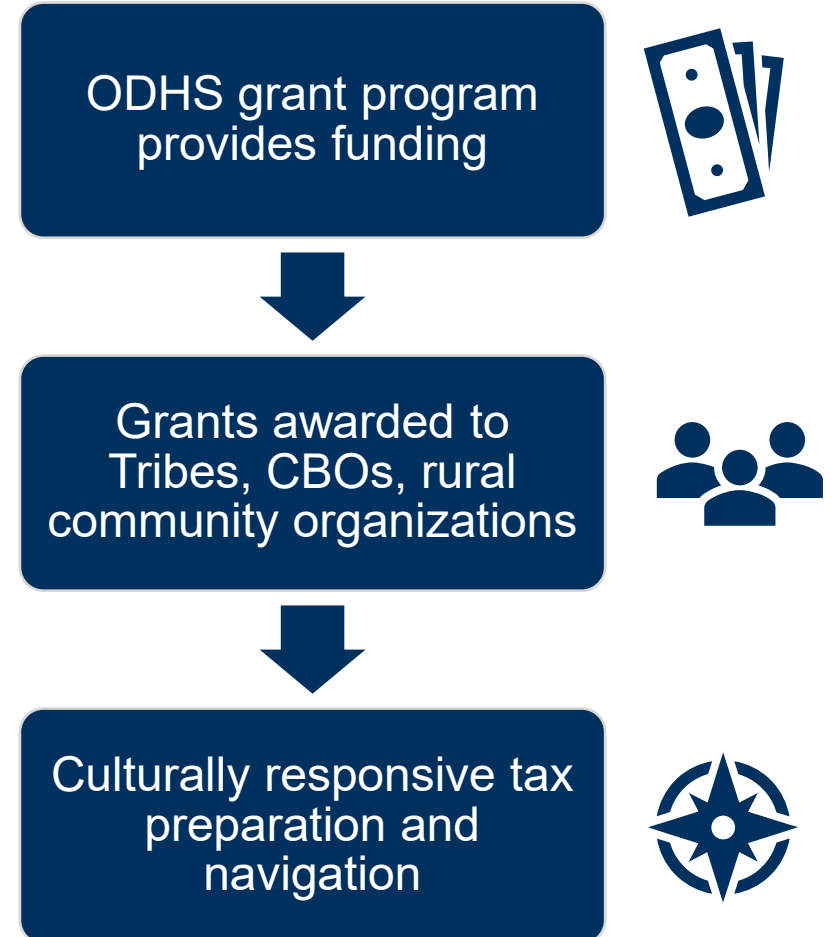 ODHS grant program
provides funding
Grants awarded to
Tribes, CBOs, rural
community organizations
Culturally responsive tax
preparation and
navigation